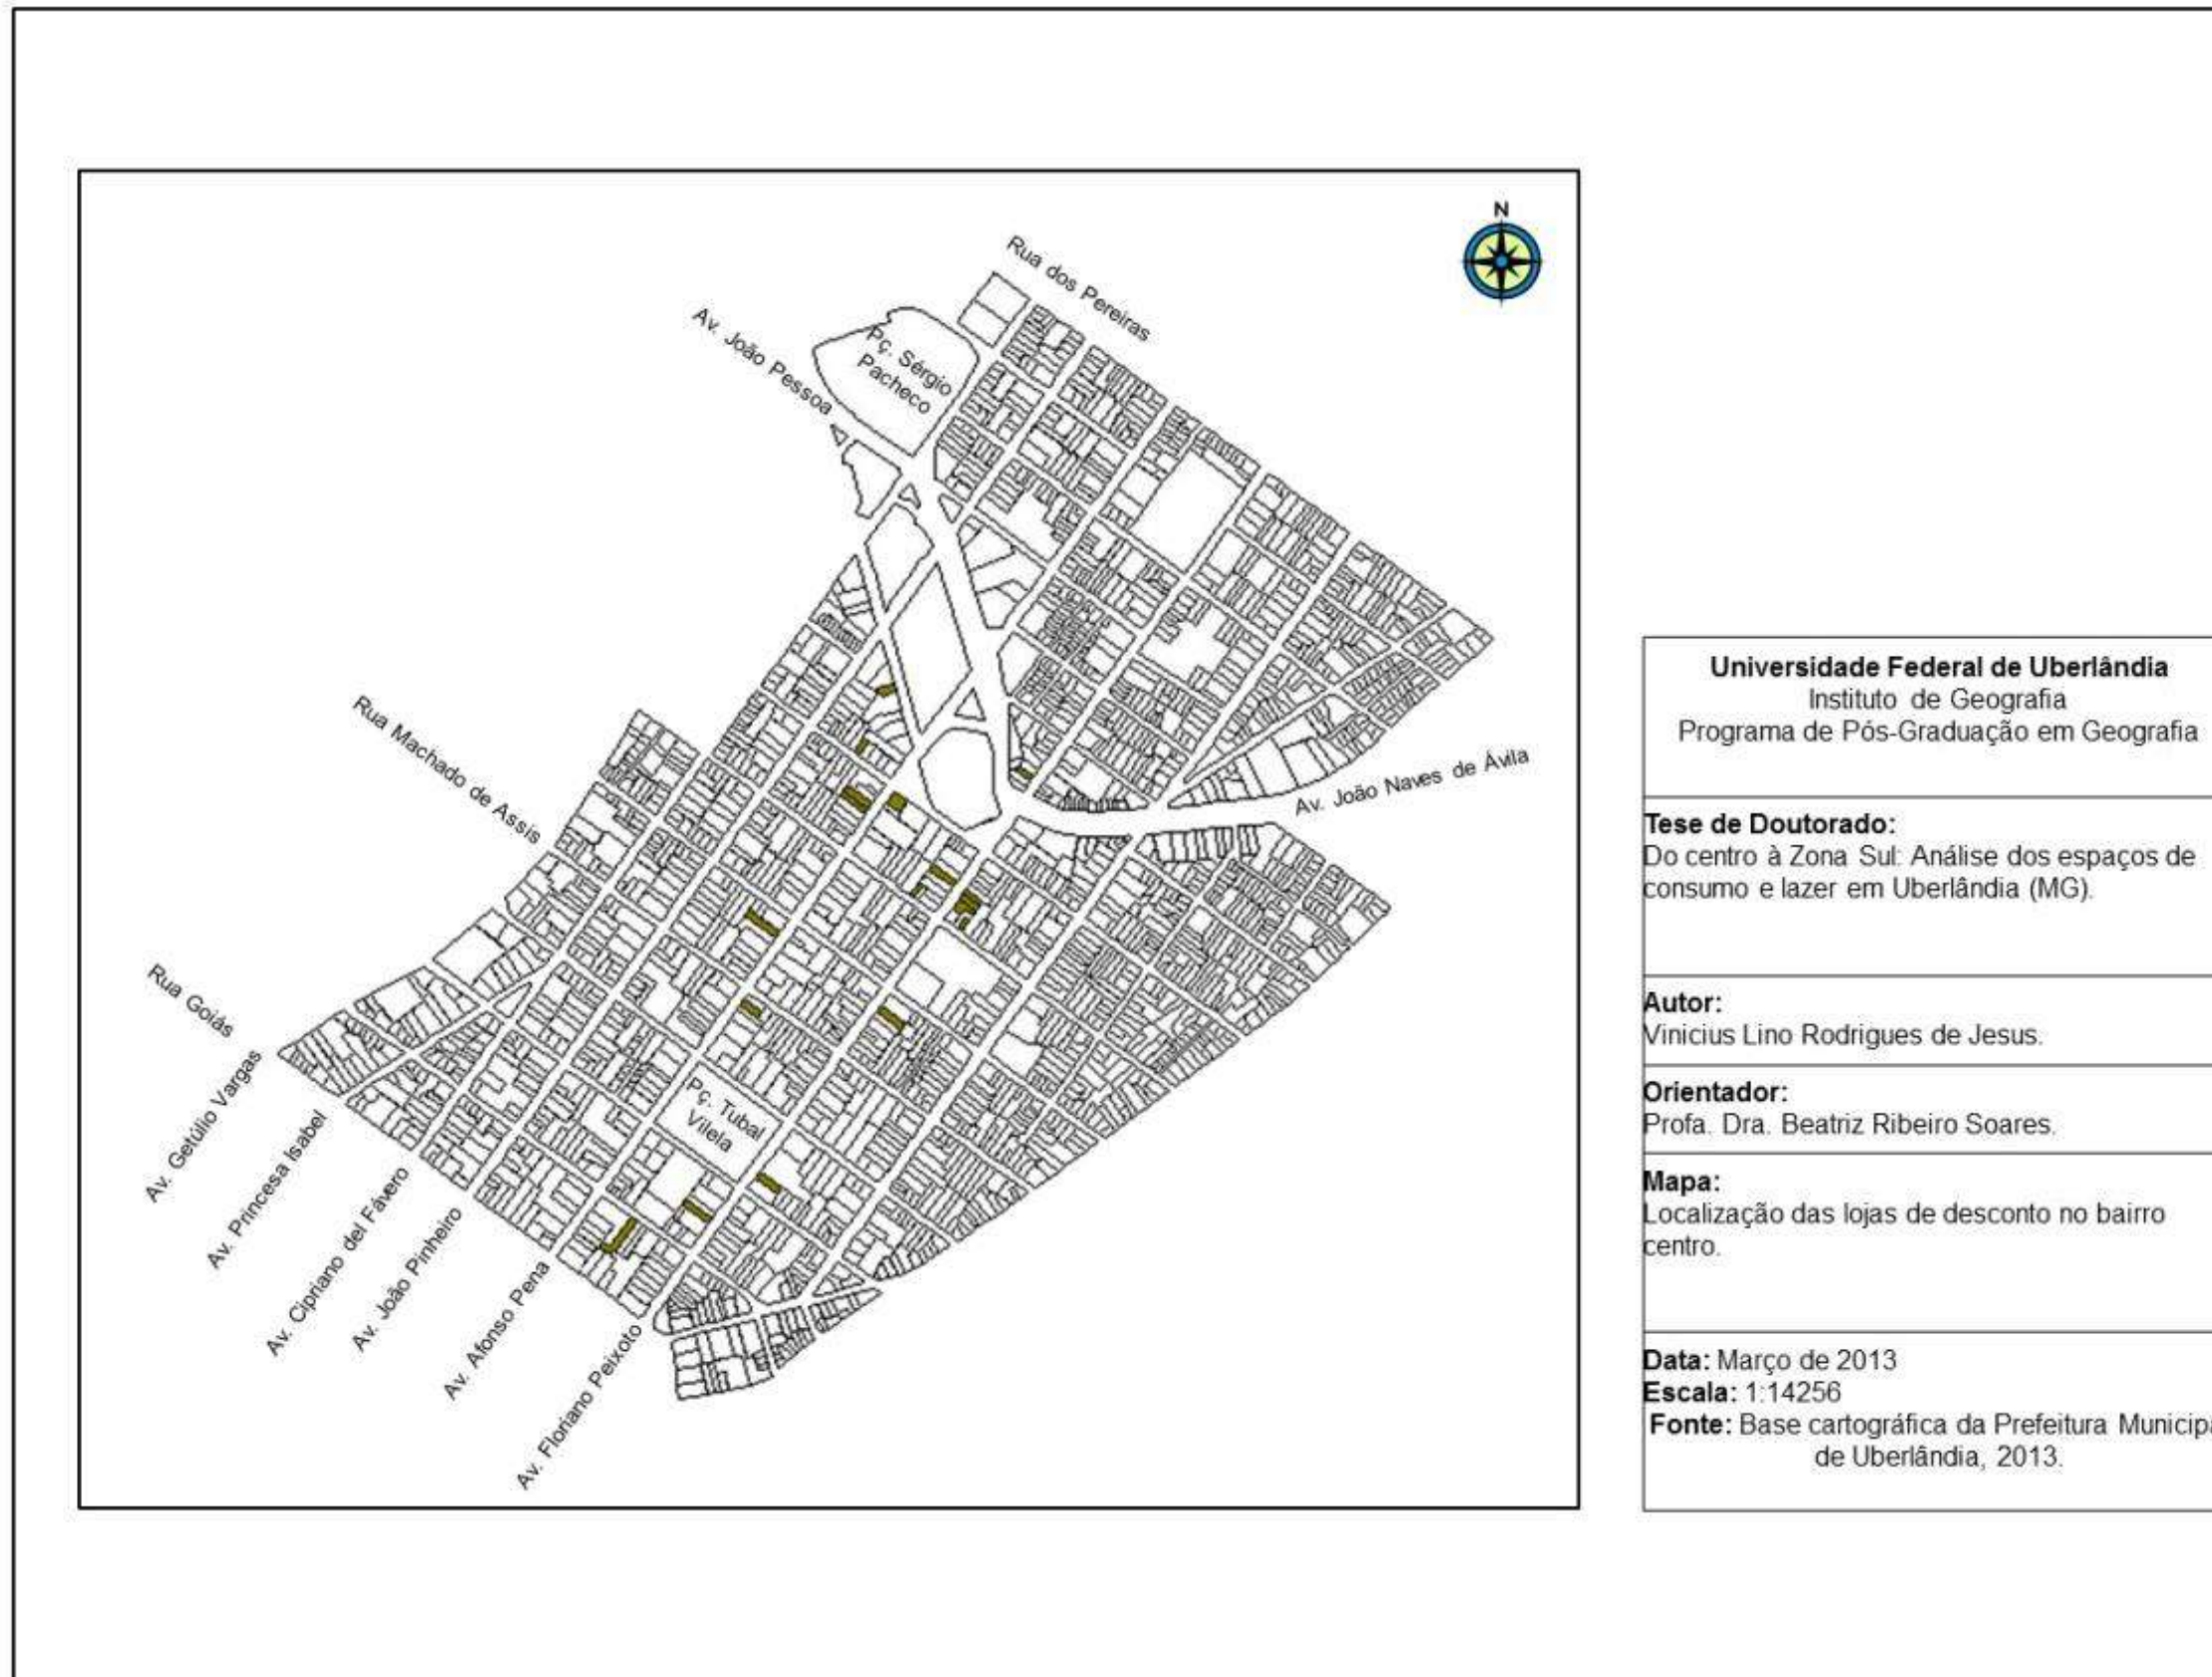 N
Rua dos Pereiras
Av. João Pessoa
Pç. Sérgio
Pacheco
Rua Machado de Assis
Av. João Naves de Ávila
Rua Goiás
Av. Getúlio Vargas
Av. Princesa Isabel
Av. Cipriano del Fávero
Av. João Pinheiro
Av. Afonso Pena
Av. Floriano Peixoto
Pç. Tubal
Vilela
Universidade Federal de Uberlândia
Instituto de Geografia
Programa de Pós-Graduação em Geografia
Tese de Doutorado:
Do centro à Zona Sul: Análise dos espaços de
consumo e lazer em Uberlândia (MG).
Autor:
Vinicius Lino Rodrigues de Jesus.
Orientador:
Profa. Dra. Beatriz Ribeiro Soares.
Mapa:
Localização das lojas de desconto no bairro
centro.
Data: Março de 2013
Escala: 1:14256
Fonte: Base cartográfica da Prefeitura Municipa
de Uberlândia, 2013.